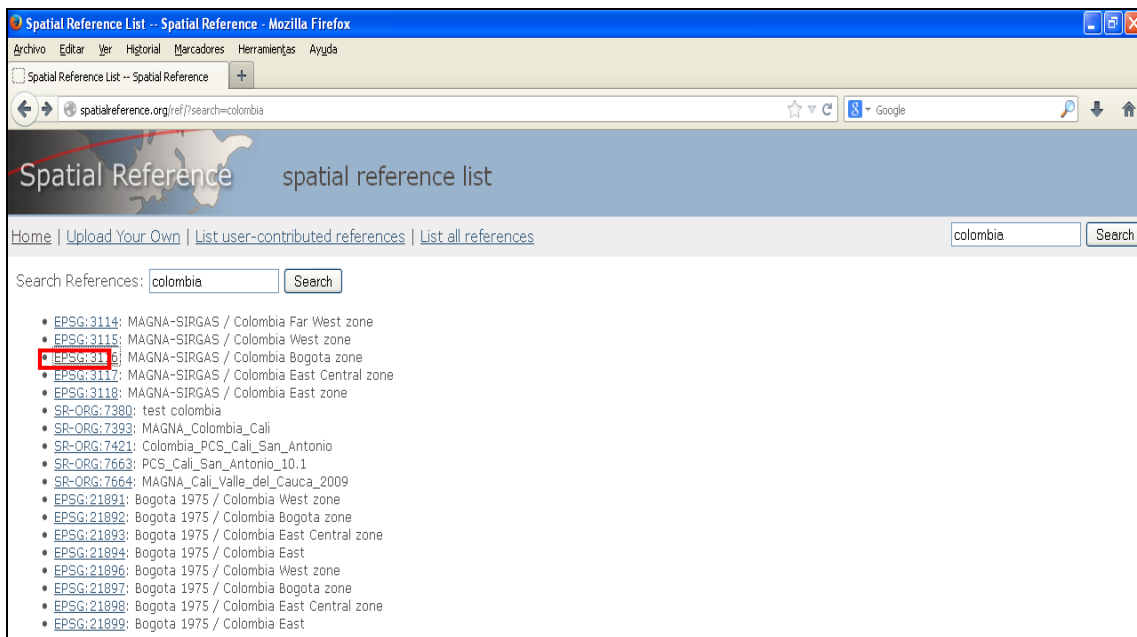 Spatial Reference List -- Spatial Reference - Mozilla Firefox
Archivo Editar Ver Historial Marcadores Herramientas Ayuda
Spatial Reference List -- Spatial Reference +
spatialreference.org/ref/?search=colombia 8 Google
Spatial Reference spatial reference list
Home | Upload Your Own | List user-contributed references | List all references colombia Search
Search References: colombia Search
• EPSG:3114: MAGNA-SIRGAS / Colombia Far West zone
• EPSG:3115: MAGNA-SIRGAS / Colombia West zone
• EPSG:3116: MAGNA-SIRGAS / Colombia Bogota zone
• EPSG:3117: MAGNA-SIRGAS / Colombia East Central zone
• EPSG:3118: MAGNA-SIRGAS / Colombia East zone
• SR-ORG:7380: test colombia
• SR-ORG:7393: MAGNA_Colombia_Cali
• SR-ORG:7421: Colombia_PCS_Cali_San_Antonio
• SR-ORG:7663: PCS_Cali_San_Antonio_10.1
• SR-ORG:7664: MAGNA_Cali_Valle_del_Cauca_2009
• EPSG:21891: Bogota 1975 / Colombia West zone
• EPSG:21892: Bogota 1975 / Colombia Bogota zone
• EPSG:21893: Bogota 1975 / Colombia East Central zone
• EPSG:21894: Bogota 1975 / Colombia East
• EPSG:21896: Bogota 1975 / Colombia West zone
• EPSG:21897: Bogota 1975 / Colombia Bogota zone
• EPSG:21898: Bogota 1975 / Colombia East Central zone
• EPSG:21899: Bogota 1975 / Colombia East